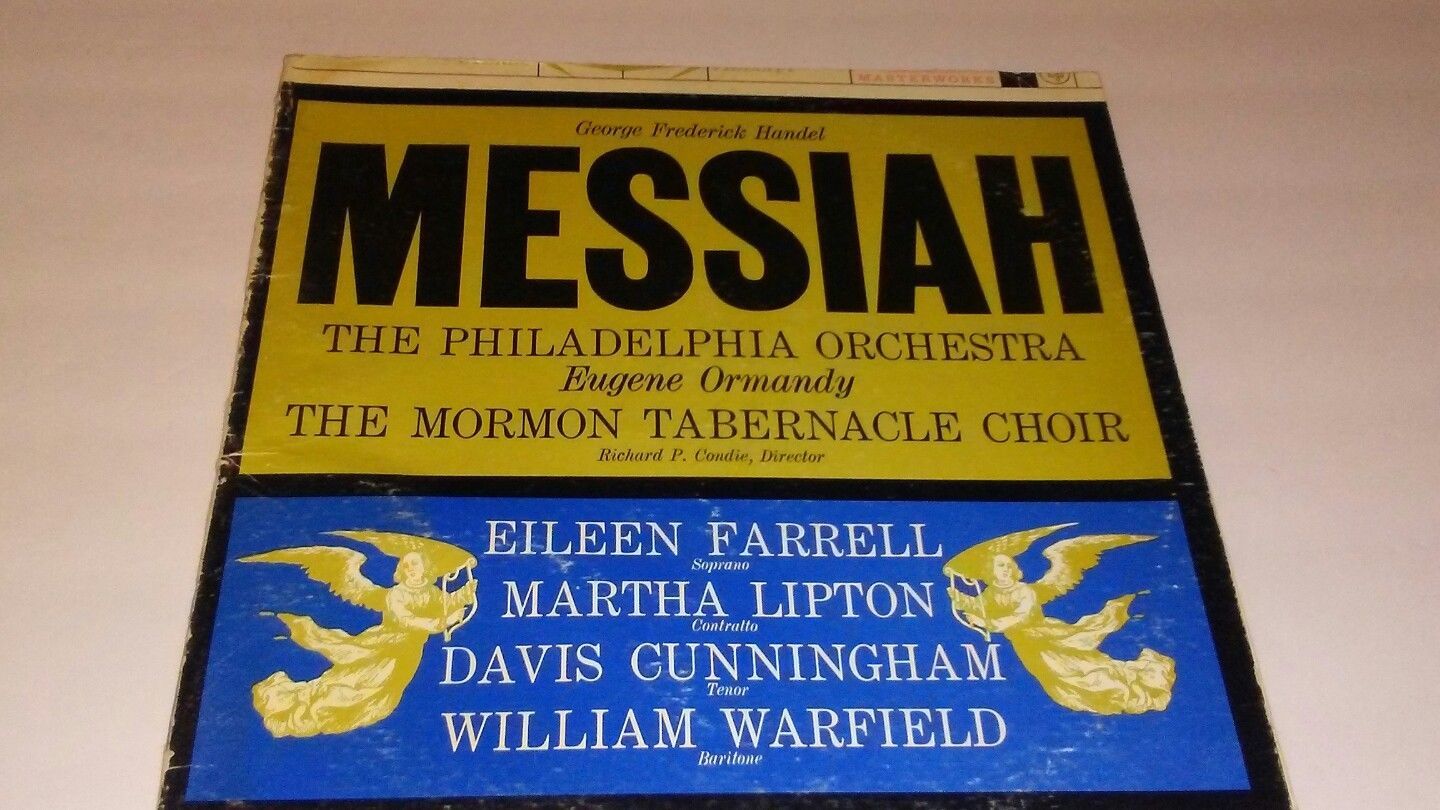 MASTERWORKS
George Frederick Handel
MESSIAH
THE PHILADELPHIA ORCHESTRA
Eugene Ormandy
THE MORMON TABERNACLE CHOIR
Richard P. Condie, Director
EILEEN FARRELL
Soprano
MARTHA LIPTON
Contralto
DAVIS CUNNINGHAM
Tenor
WILLIAM WARFIELD
Baritone